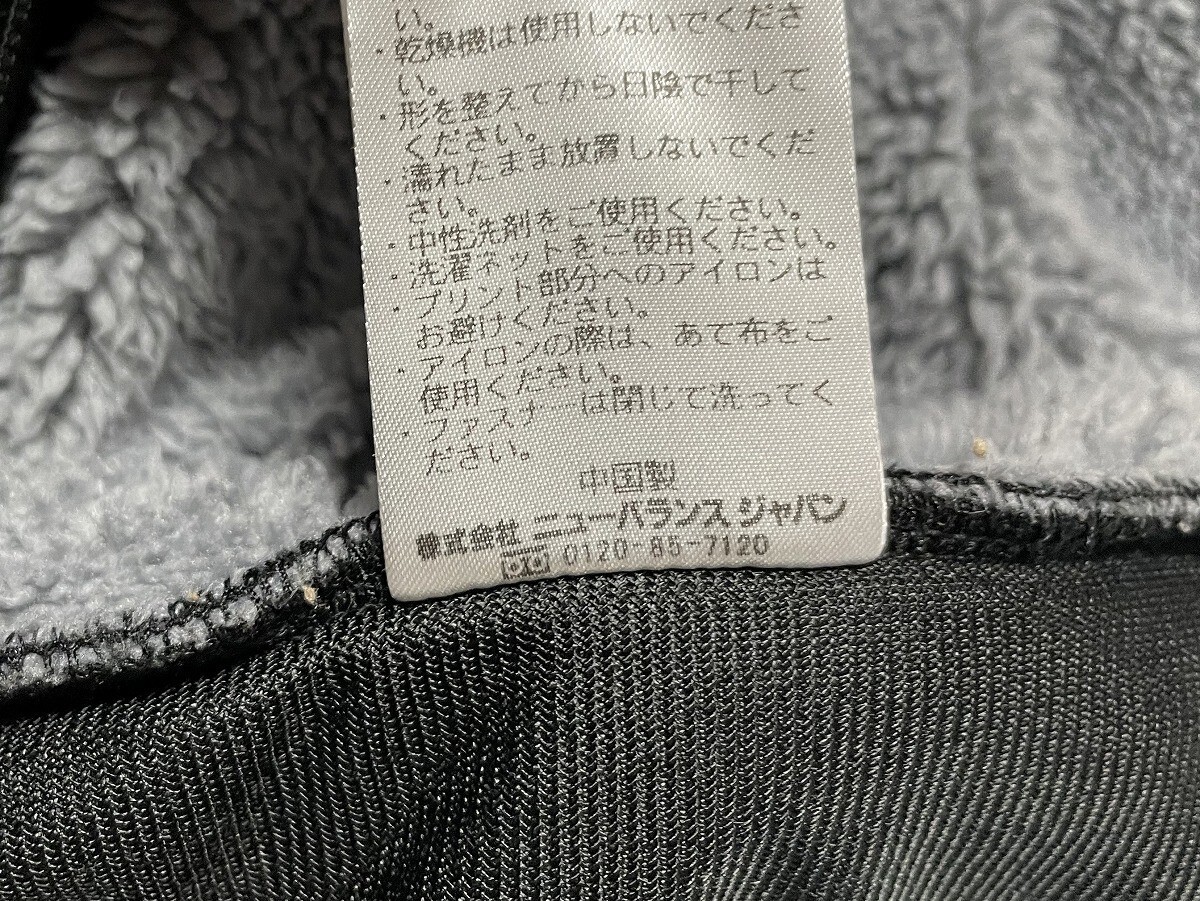 い。
・乾燥機は使用しないでくださ
い。
・形を整えてから日陰で干して
ください。
・濡れたまま放置しないでくだ
さい。
・中性洗剤をご使用ください。
・洗濯ネットをご使用ください。
・プリント部分へのアイロンは
お避けください。
・アイロンの際は、あて布をご
使用ください。
・ファスナーは閉じて洗ってく
ださい。
中国製
株式会社 ニューバランス ジャパン
0120-85-7120